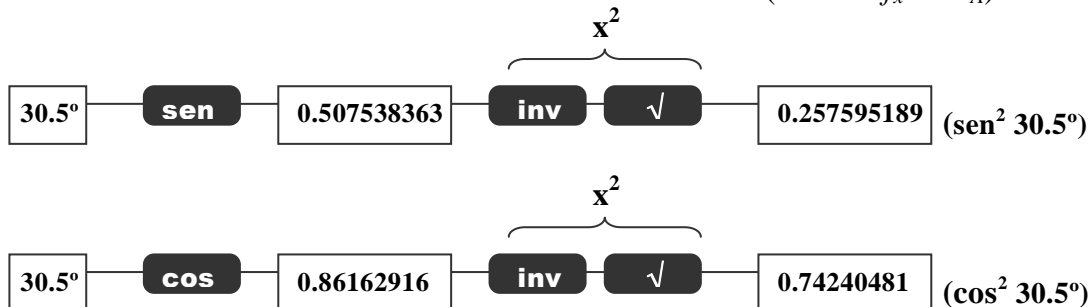 x²
30.5º sen 0.507538363 inv √ 0.257595189 (sen² 30.5º)
x²
30.5º cos 0.86162916 inv √ 0.74240481 (cos² 30.5º)